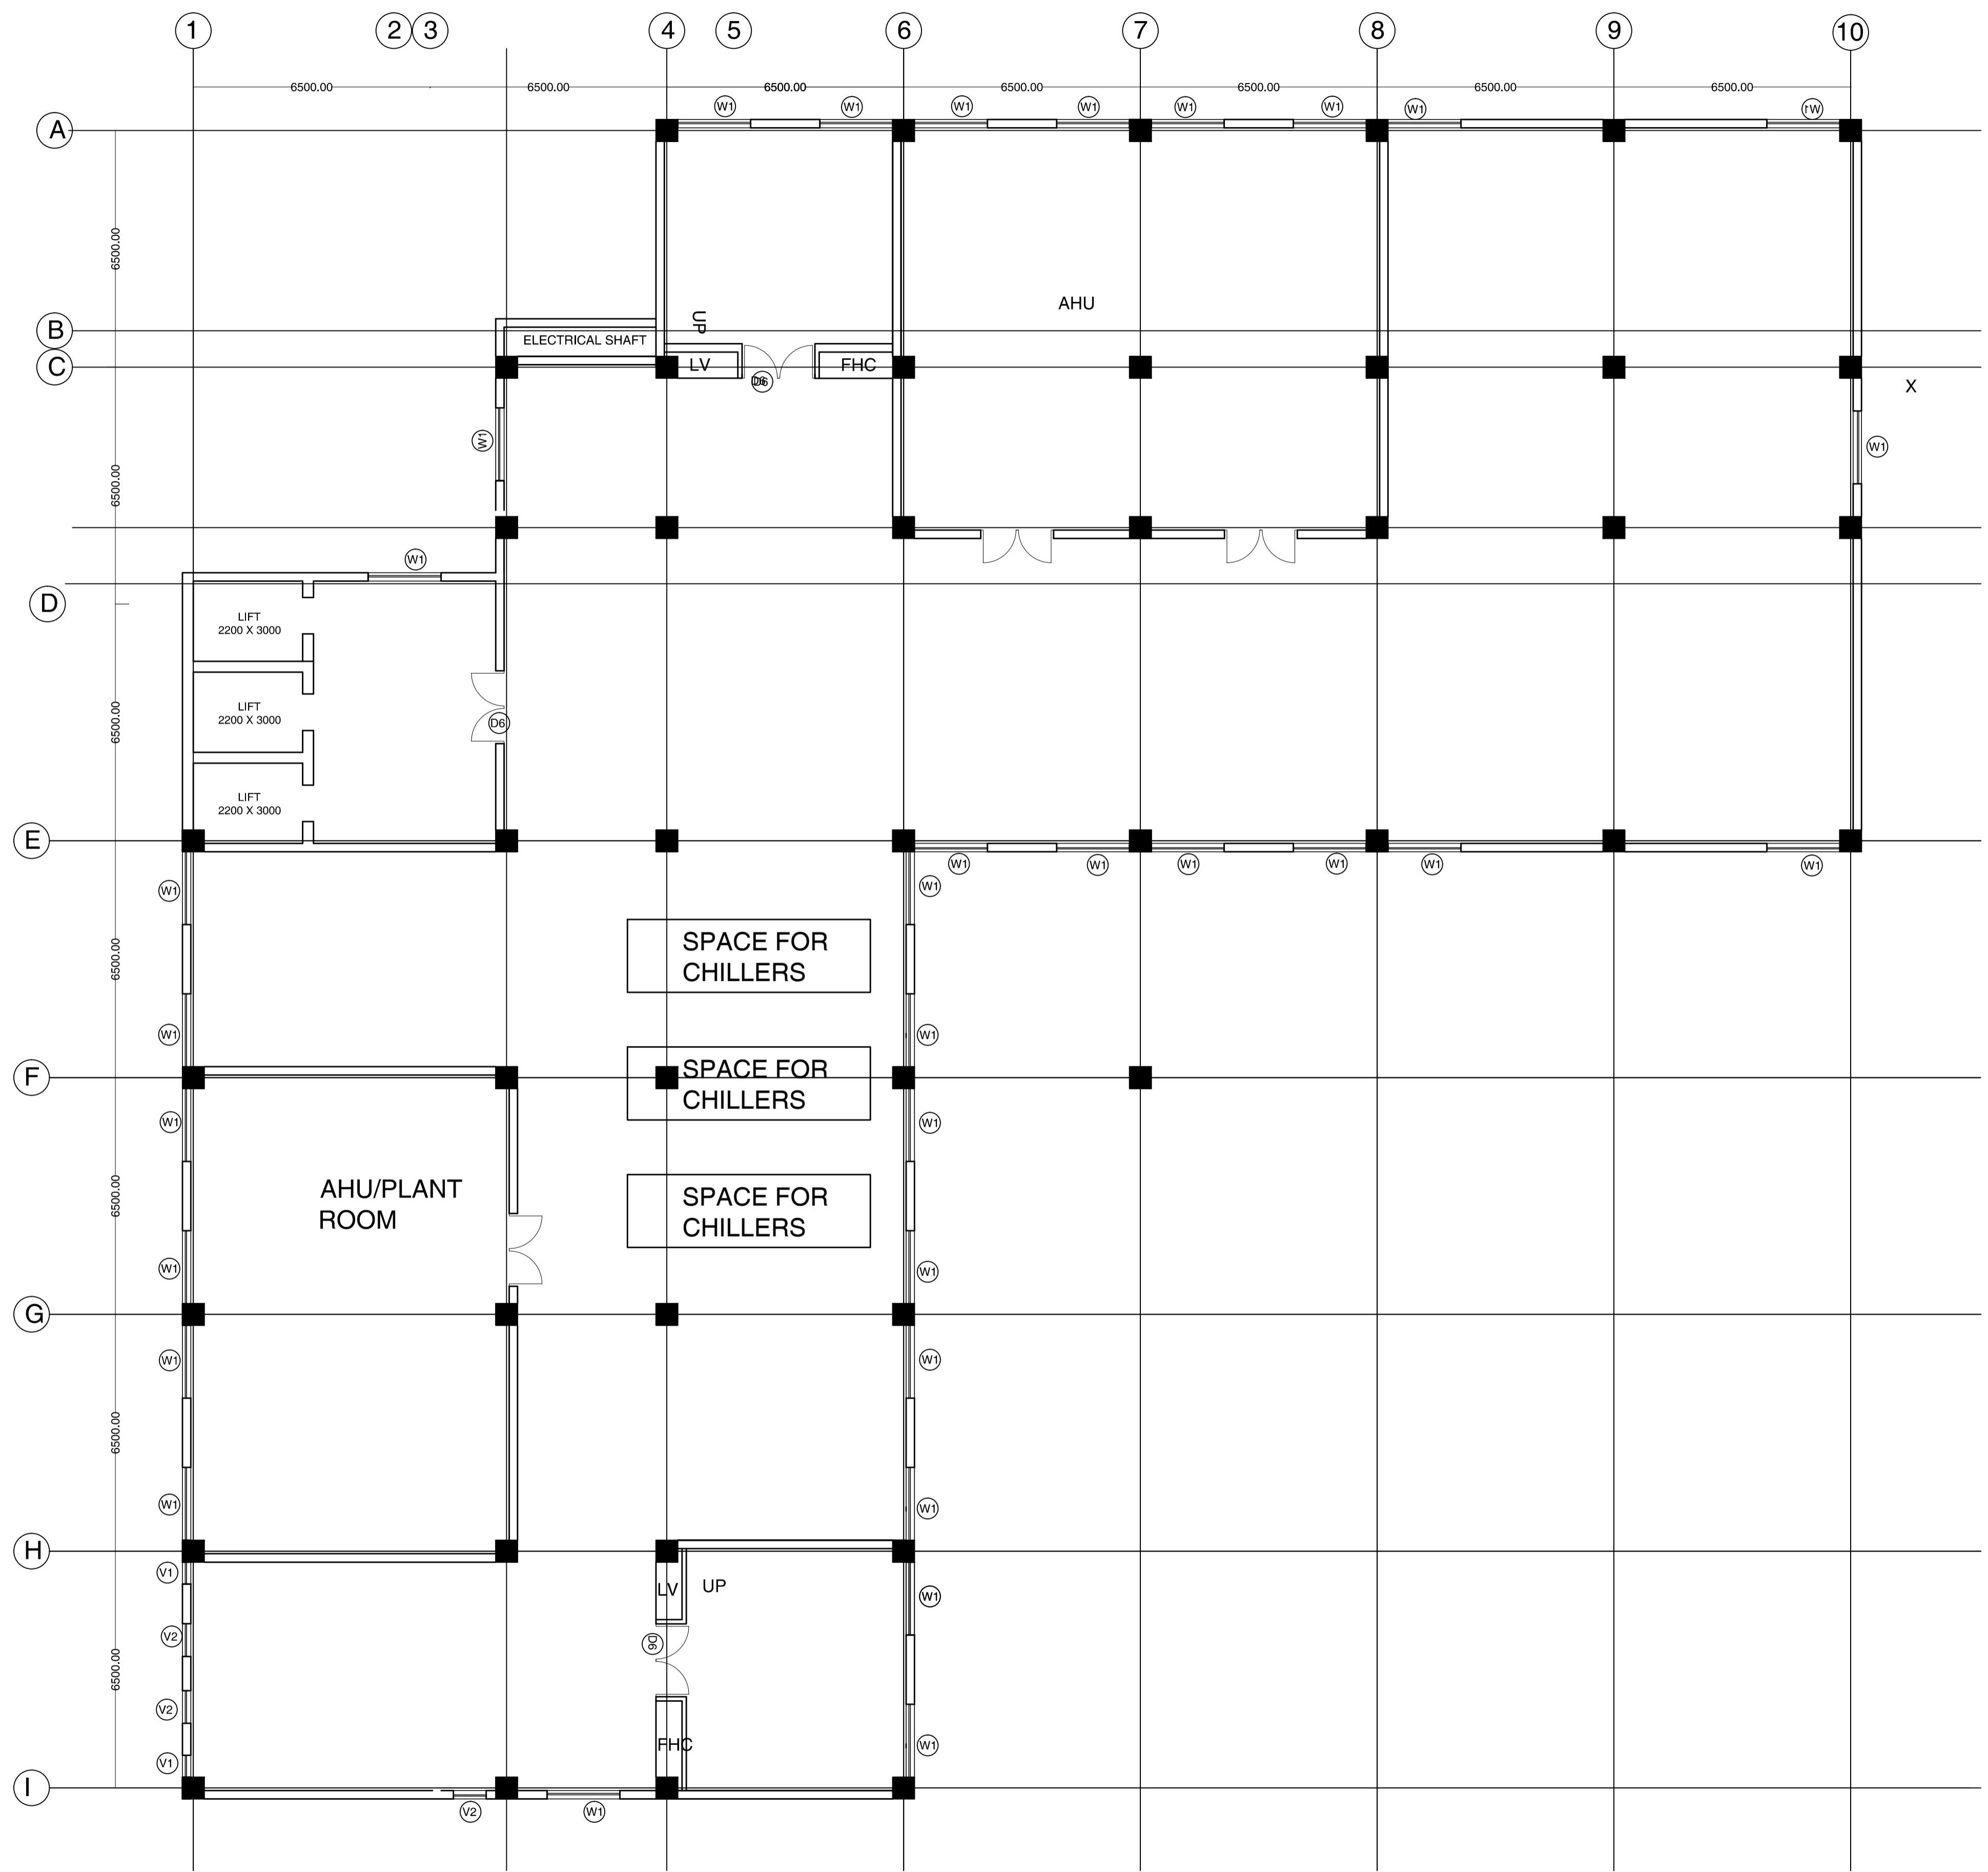 1 2 3 4 5 6 7 8 9 10
6500.00 6500.00 6500.00 6500.00 6500.00 6500.00 6500.00
W1 W1 W1 W1 W1 W1 W1 W1
A
6500.00
AHU
UP
B
ELECTRICAL SHAFT
C
LV FHC
D6
X
W1 W1
6500.00
W1
D
LIFT
2200 X 3000
LIFT
2200 X 3000
6500.00
D6
LIFT
2200 X 3000
E
W1 W1 W1 W1 W1 W1
W1 W1
SPACE FOR
CHILLERS
6500.00
W1 W1
F
SPACE FOR
CHILLERS
W1 W1
AHU/PLANT
ROOM
6500.00
SPACE FOR
CHILLERS
W1 W1
G
W1 W1
6500.00
W1 W1
H
V1
LV UP
W1
V2
D6
6500.00
V2
FHC
W1
V1
I
V2 W1